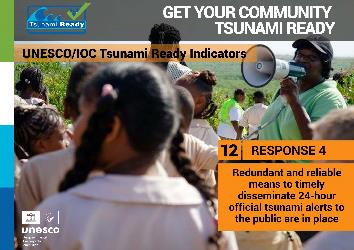 GET YOUR COMMUNITY
TSUNAMI READY
Tsunami Ready
UNESCO/IOC Tsunami Ready Indicators
12 RESPONSE 4
Redundant and reliable
means to timely
disseminate 24-hour
official tsunami alerts to
the public are in place
unesco